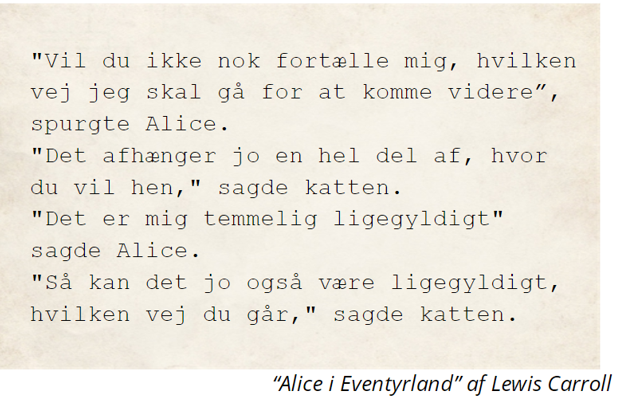 "Vil du ikke nok fortælle mig, hvilken
vej jeg skal gå for at komme videre”,
spurgte Alice.
"Det afhænger jo en hel del af, hvor
du vil hen," sagde katten.
"Det er mig temmelig ligegyldigt"
sagde Alice.
"Så kan det jo også være ligegyldigt,
hvilken vej du går," sagde katten.
“Alice i Eventyrland” af Lewis Carroll